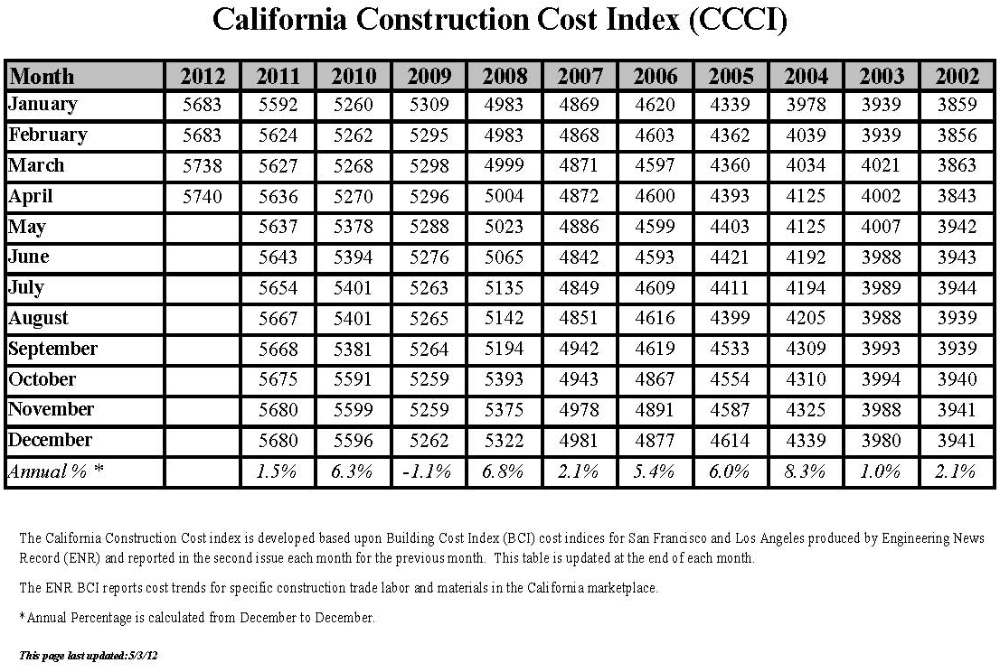 California Construction Cost Index (CCCI)
Month 2012 2011 2010 2009 2008 2007 2006 2005 2004 2003 2002
January 5683 5592 5260 5309 4983 4869 4620 4339 3978 3939 3859
February 5683 5624 5262 5295 4983 4868 4603 4362 4039 3939 3856
March 5738 5627 5268 5298 4999 4871 4597 4360 4034 4021 3863
April 5740 5636 5270 5296 5004 4872 4600 4393 4125 4002 3843
May 5637 5378 5288 5023 4886 4599 4403 4125 4007 3942
June 5643 5394 5276 5065 4842 4593 4421 4192 3988 3943
July 5654 5401 5263 5135 4849 4609 4411 4194 3989 3944
August 5667 5401 5265 5142 4851 4616 4399 4205 3988 3939
September 5668 5381 5264 5194 4942 4619 4533 4309 3993 3939
October 5675 5591 5259 5393 4943 4867 4554 4310 3994 3940
November 5680 5599 5259 5375 4978 4891 4587 4325 3988 3941
December 5680 5596 5262 5322 4981 4877 4614 4339 3980 3941
Annual % * 1.5% 6.3% -1.1% 6.8% 2.1% 5.4% 6.0% 8.3% 1.0% 2.1%
The California Construction Cost index is developed based upon Building Cost Index (BCI) cost indices for San Francisco and Los Angeles produced by Engineering News
Record (ENR) and reported in the second issue each month for the previous month. This table is updated at the end of each month.
The ENR BCI reports cost trends for specific construction trade labor and materials in the California marketplace.
*Annual Percentage is calculated from December to December.
This page last updated: 5/3/12